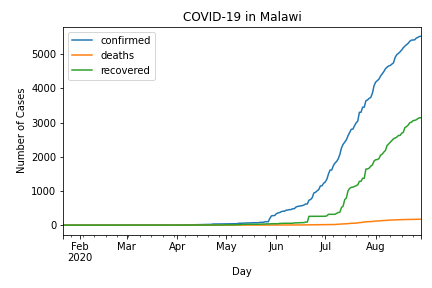 COVID-19 in Malawi
confirmed
deaths
recovered
Number of Cases
5000
4000
3000
2000
1000
0
Feb Mar Apr May Jun Jul Aug
2020
Day